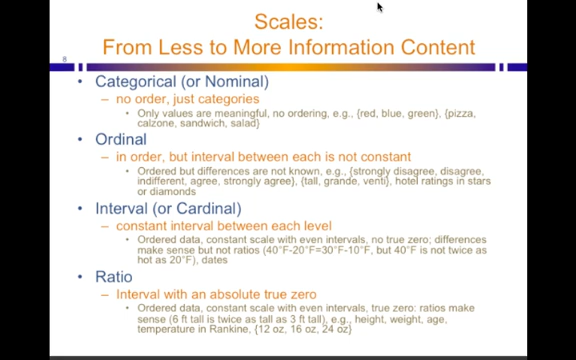 Scales:
From Less to More Information Content
8
• Categorical (or Nominal)
– no order, just categories
• Only values are meaningful, no ordering, e.g., {red, blue, green}, {pizza,
calzone, sandwich, salad}
• Ordinal
– in order, but interval between each is not constant
• Ordered but differences are not known, e.g., {strongly disagree, disagree,
indifferent, agree, strongly agree}, {tall, grande, venti}, hotel ratings in stars
or diamonds
• Interval (or Cardinal)
– constant interval between each level
• Ordered data, constant scale with even intervals, no true zero; differences
make sense but not ratios (40°F-20°F=30°F-10°F, but 40°F is not twice as
hot as 20°F), dates
• Ratio
– Interval with an absolute true zero
• Ordered data, constant scale with even intervals, true zero: ratios make
sense (6 ft tall is twice as tall as 3 ft tall), e.g., height, weight, age,
temperature in Rankine, {12 oz, 16 oz, 24 oz}